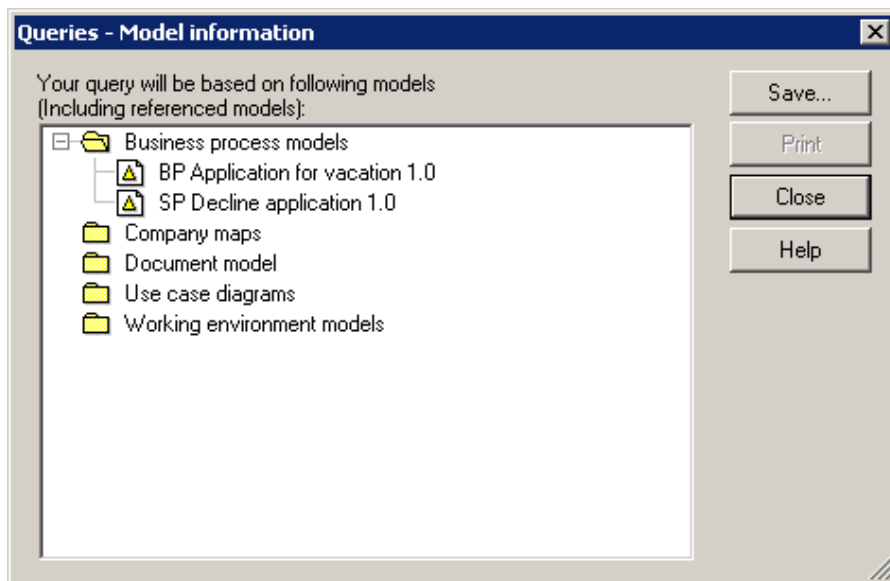 Queries - Model information
Your query will be based on following models
(Including referenced models):
Business process models
BP Application for vacation 1.0
SP Decline application 1.0
Company maps
Document model
Use case diagrams
Working environment models
Save...
Print
Close
Help